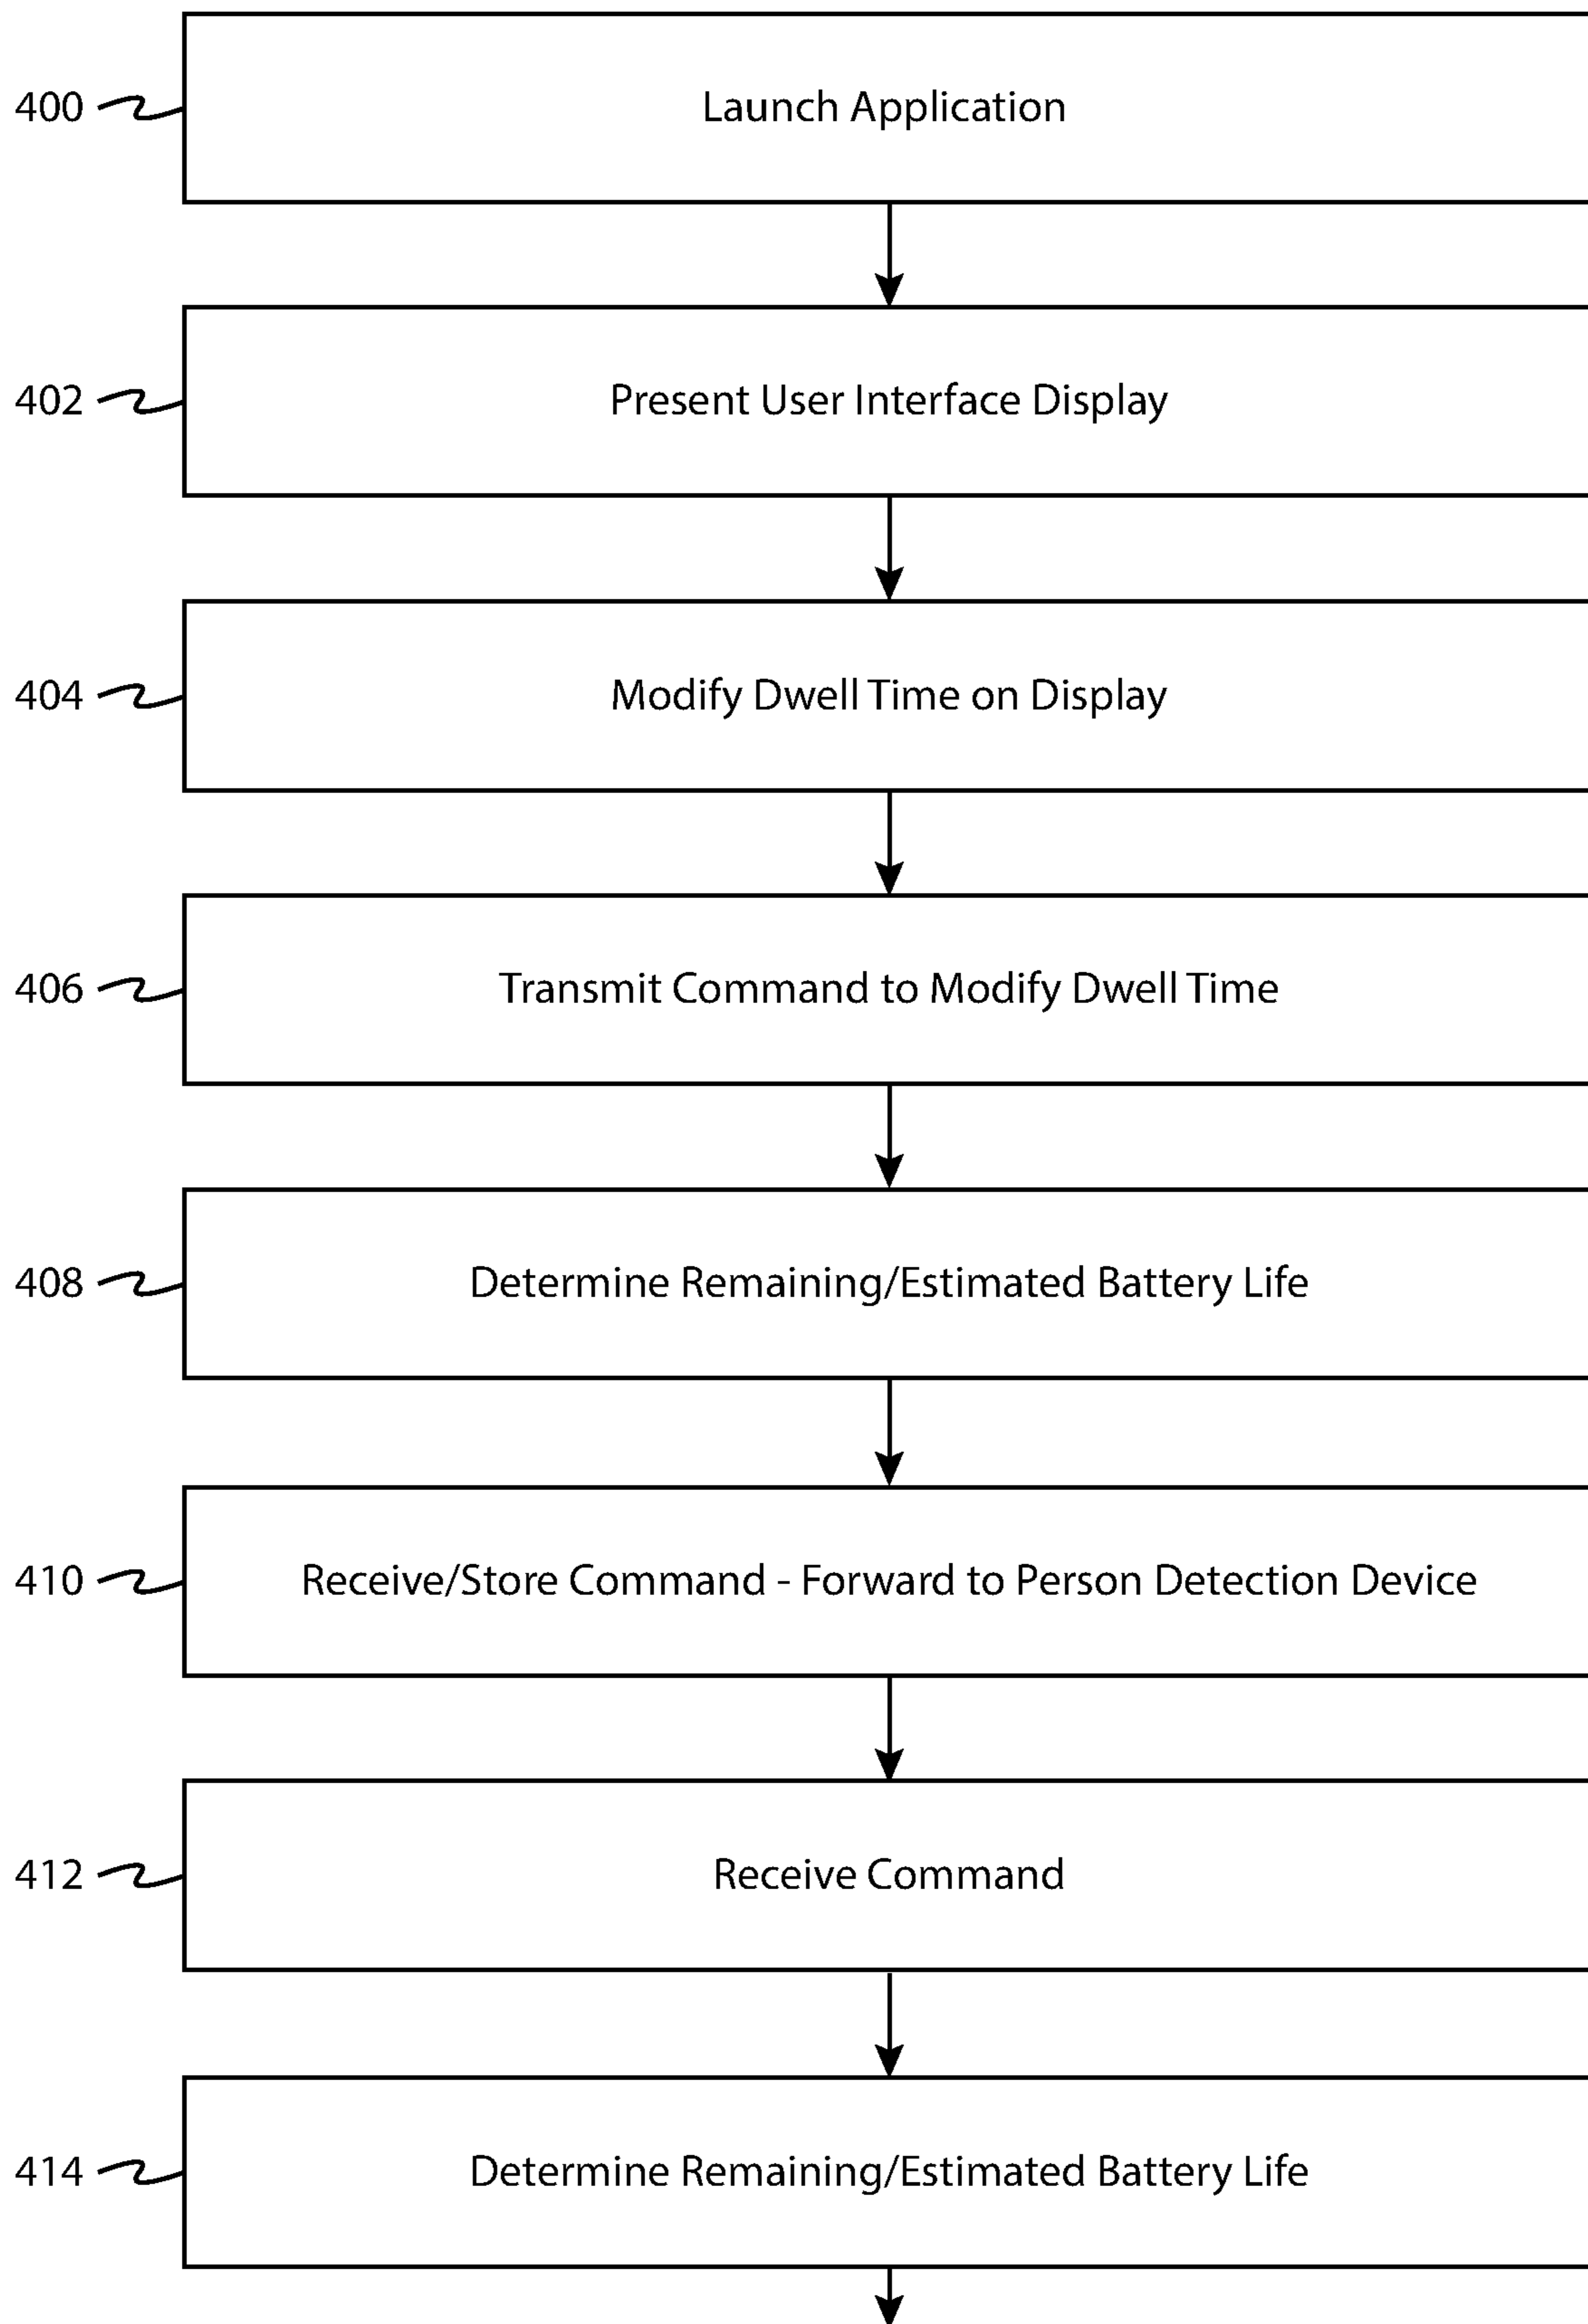 400 Launch Application
402 Present User Interface Display
404 Modify Dwell Time on Display
406 Transmit Command to Modify Dwell Time
408 Determine Remaining/Estimated Battery Life
410 Receive/Store Command - Forward to Person Detection Device
412 Receive Command
414 Determine Remaining/Estimated Battery Life